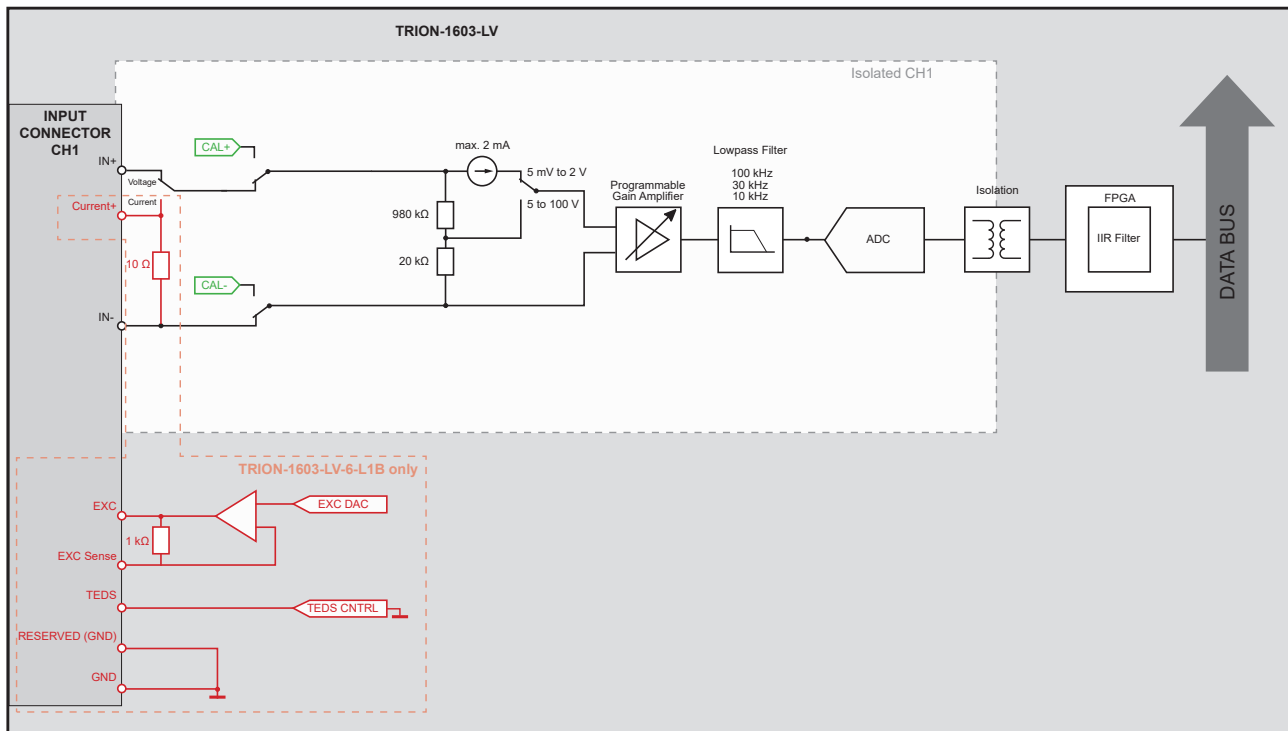 TRION-1603-LV
Isolated CH1
INPUT
CONNECTOR
CH1
IN+
Voltage
Current
Current+
10 Ω
IN-
CAL+
CAL-
max. 2 mA
5 mV to 2 V
5 to 100 V
980 kΩ
20 kΩ
Programmable
Gain Amplifier
Lowpass Filter
100 kHz
30 kHz
10 kHz
ADC
Isolation
FPGA
IIR Filter
DATA BUS
TRION-1603-LV-6-L1B only
EXC
EXC DAC
1 kΩ
EXC Sense
TEDS
TEDS CNTRL
RESERVED (GND)
GND